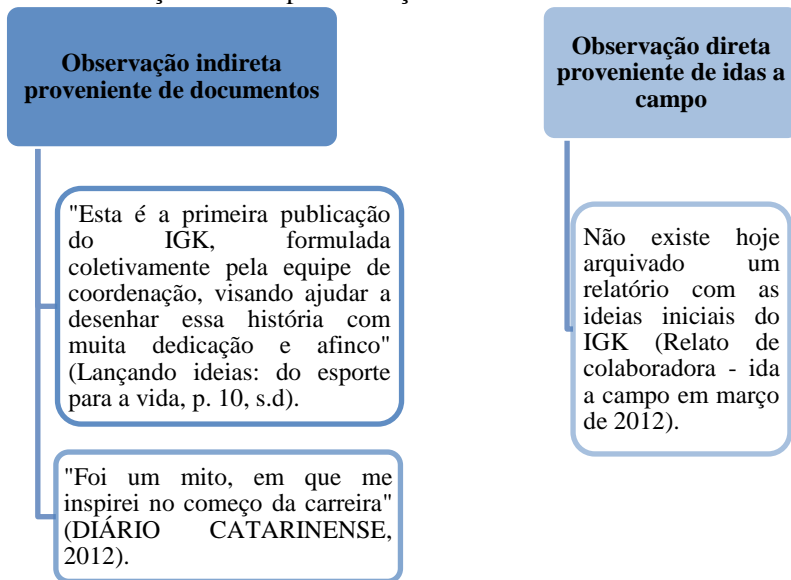 Observação indireta
proveniente de documentos
"Esta é a primeira publicação
do IGK, formulada
coletivamente pela equipe de
coordenação, visando ajudar a
desenhar essa história com
muita dedicação e afinco"
(Lançando ideias: do esporte
para a vida, p. 10, s.d).
"Foi um mito, em que me
inspirei no começo da carreira"
(DIÁRIO CATARINENSE,
2012).
Observação direta
proveniente de idas a
campo
Não existe hoje
arquivado um
relatório com as
ideias iniciais do
IGK (Relato de
colaboradora - ida
a campo em março
de 2012).